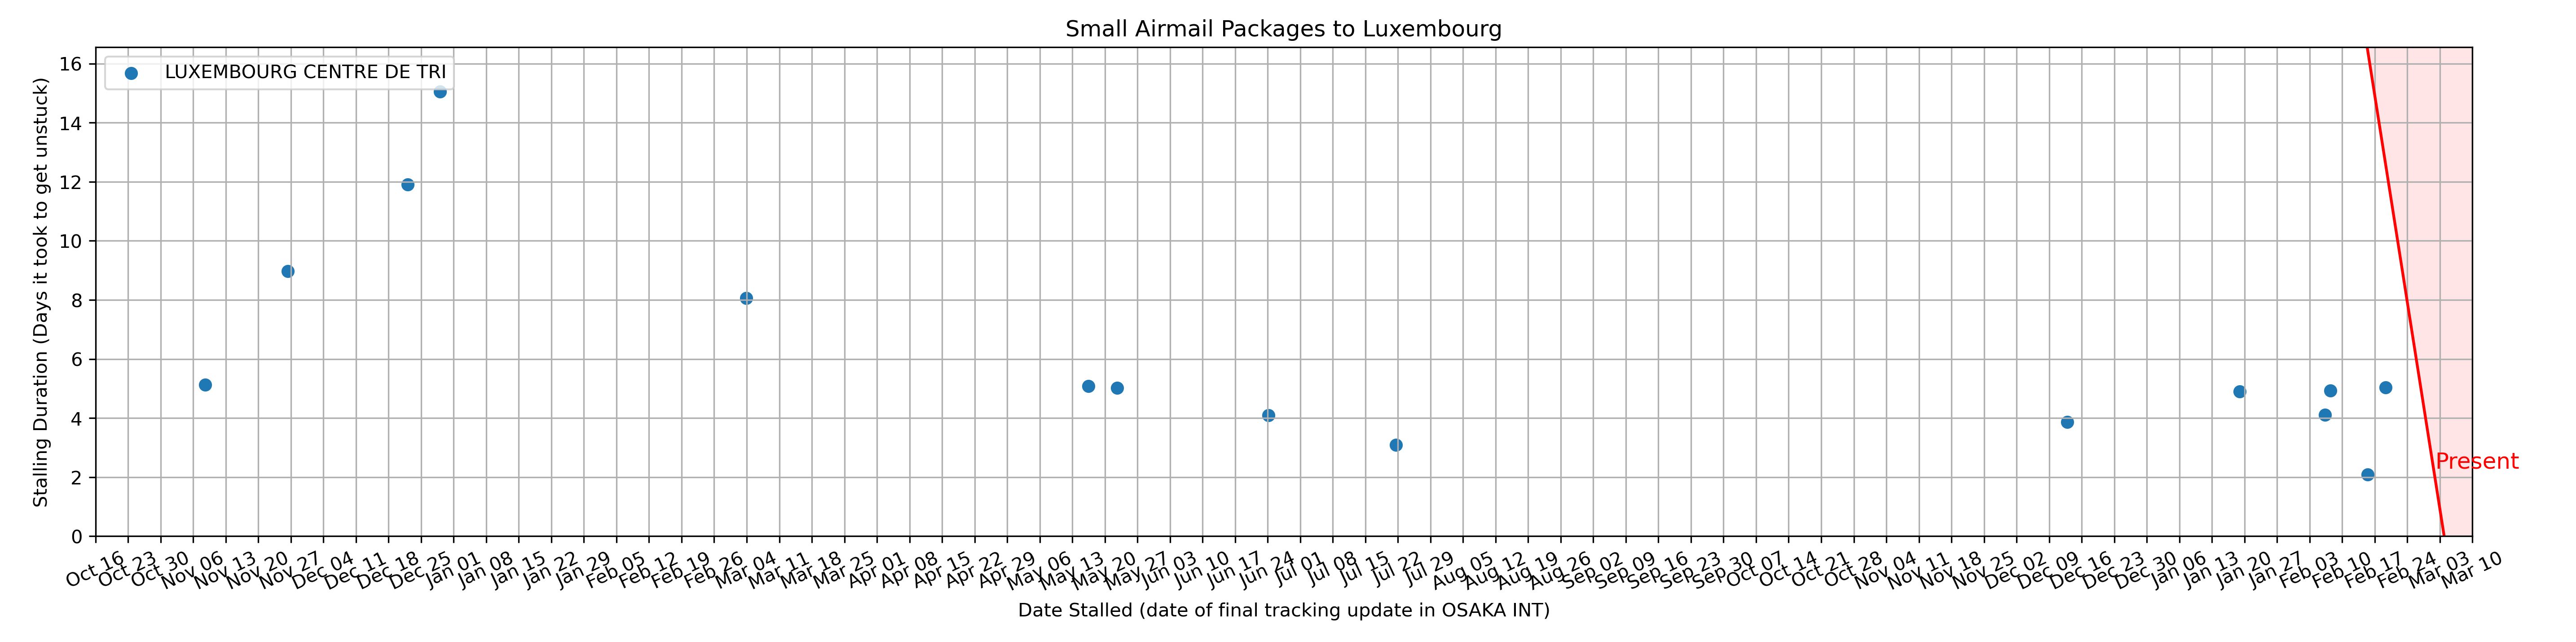 Small Airmail Packages to Luxembourg
LUXEMBOURG CENTRE DE TRI
Stalling Duration (Days it took to get unstuck)
16
14
12
10
8
6
4
2
0
Present
Oct 16
Oct 23
Oct 30
Nov 06
Nov 13
Nov 20
Nov 27
Dec 04
Dec 11
Dec 18
Dec 25
Jan 01
Jan 08
Jan 15
Jan 22
Jan 29
Feb 05
Feb 12
Feb 19
Feb 26
Mar 04
Mar 11
Mar 18
Mar 25
Apr 01
Apr 08
Apr 15
Apr 22
Apr 29
May 06
May 13
May 20
May 27
Jun 03
Jun 10
Jun 17
Jun 24
Jul 01
Jul 08
Jul 15
Jul 22
Jul 29
Aug 05
Aug 12
Aug 19
Aug 26
Sep 02
Sep 09
Sep 16
Sep 23
Sep 30
Oct 07
Oct 14
Oct 21
Oct 28
Nov 04
Nov 11
Nov 18
Nov 25
Dec 02
Dec 09
Dec 16
Dec 23
Dec 30
Jan 06
Jan 13
Jan 20
Jan 27
Feb 03
Feb 10
Feb 17
Feb 24
Mar 03
Mar 10
Date Stalled (date of final tracking update in OSAKA INT)